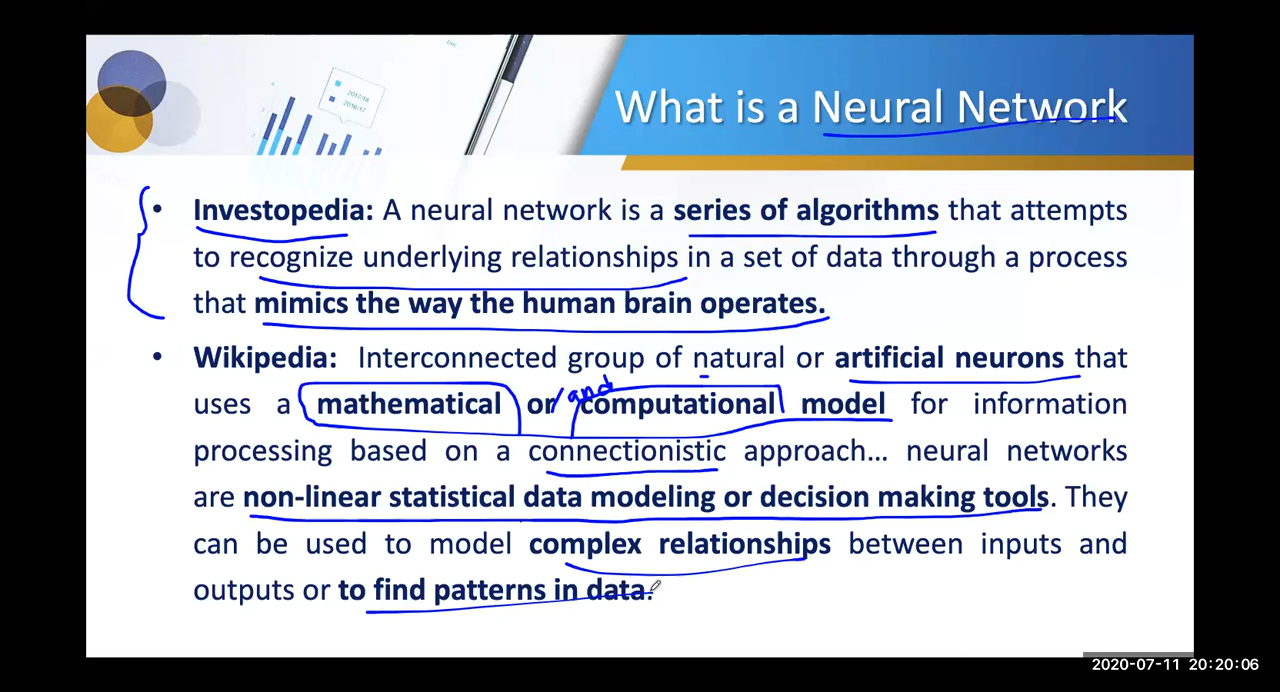 What is a Neural Network
2017/18
2016/17
• Investopedia: A neural network is a series of algorithms that attempts
to recognize underlying relationships in a set of data through a process
that mimics the way the human brain operates.
• Wikipedia: Interconnected group of natural or artificial neurons that
and
uses a mathematical or/ computational model for information
processing based on a connectionistic approach... neural networks
are non-linear statistical data modeling or decision making tools. They
can be used to model complex relationships between inputs and
outputs or to find patterns in data.
2020-07-11 20:20:06